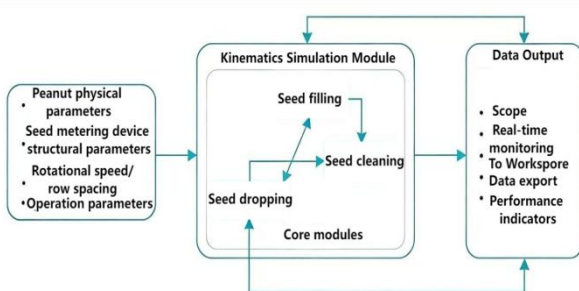 Peanut physical
parameters
Seed metering device
structural parameters
Rotational speed/
row spacing
Operation parameters
Kinematics Simulation Module
Seed filling
Seed cleaning
Seed dropping
Core modules
Data Output
Scope
Real-time
monitoring
To Workspore
Data export
Performance
indicators